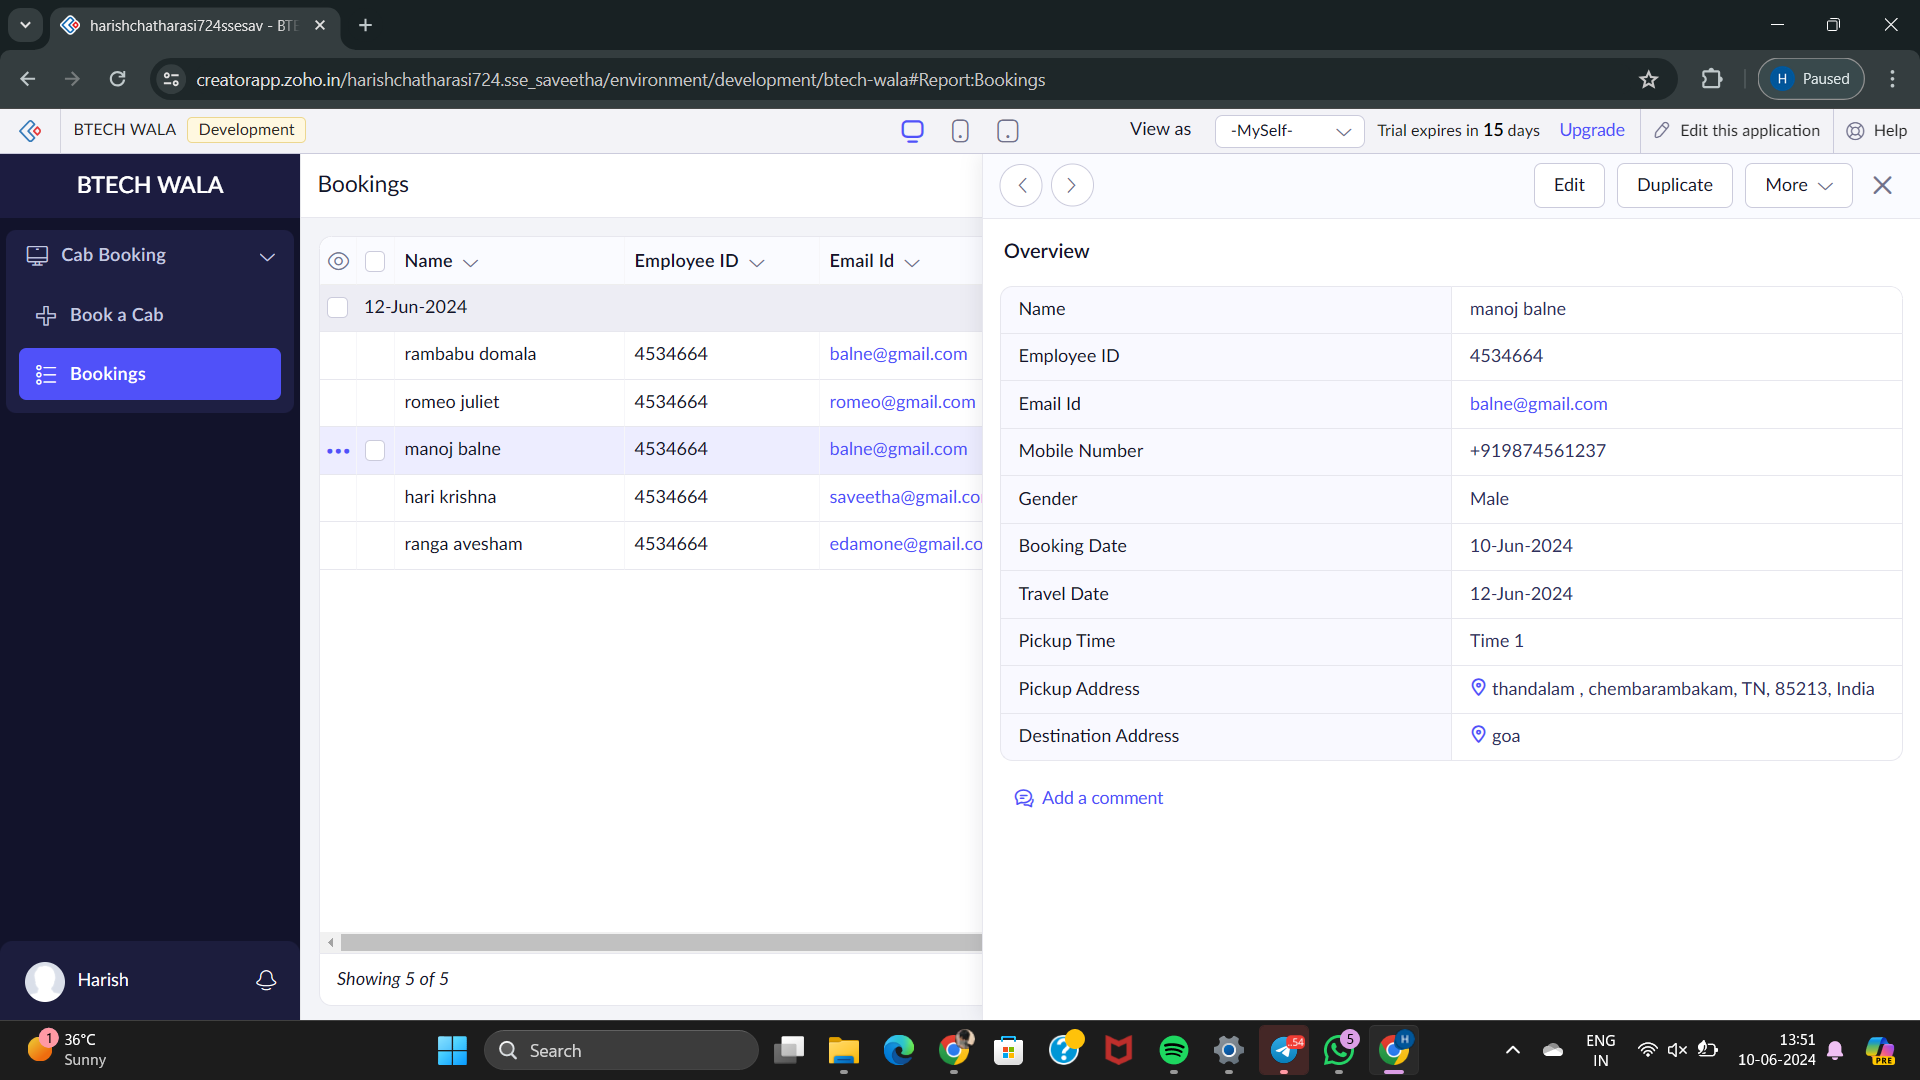 harishchatharasi724ssesav - BTE
creatorapp.zoho.in/harishchatharasi724.sse_saveetha/environment/development/btech-wala#Report:Bookings
H Paused
BTECH WALA Development View as -MySelf- Trial expires in 15 days Upgrade Edit this application Help
BTECH WALA
Cab Booking
Book a Cab
Bookings
Harish
Bookings
Name Employee ID Email Id
12-Jun-2024
rambabu domala 4534664 balne@gmail.com
romeo juliet 4534664 romeo@gmail.com
manoj balne 4534664 balne@gmail.com
hari krishna 4534664 saveetha@gmail.co
ranga avesham 4534664 edamone@gmail.co
Showing 5 of 5
Edit Duplicate More
Overview
Name manoj balne
Employee ID 4534664
Email Id balne@gmail.com
Mobile Number +919874561237
Gender Male
Booking Date 10-Jun-2024
Travel Date 12-Jun-2024
Pickup Time Time 1
Pickup Address thandalam , chembarambakam, TN, 85213, India
Destination Address goa
Add a comment
1 36°C
Sunny
Search
54
5
H
ENG
IN
13:51
10-06-2024
PRE